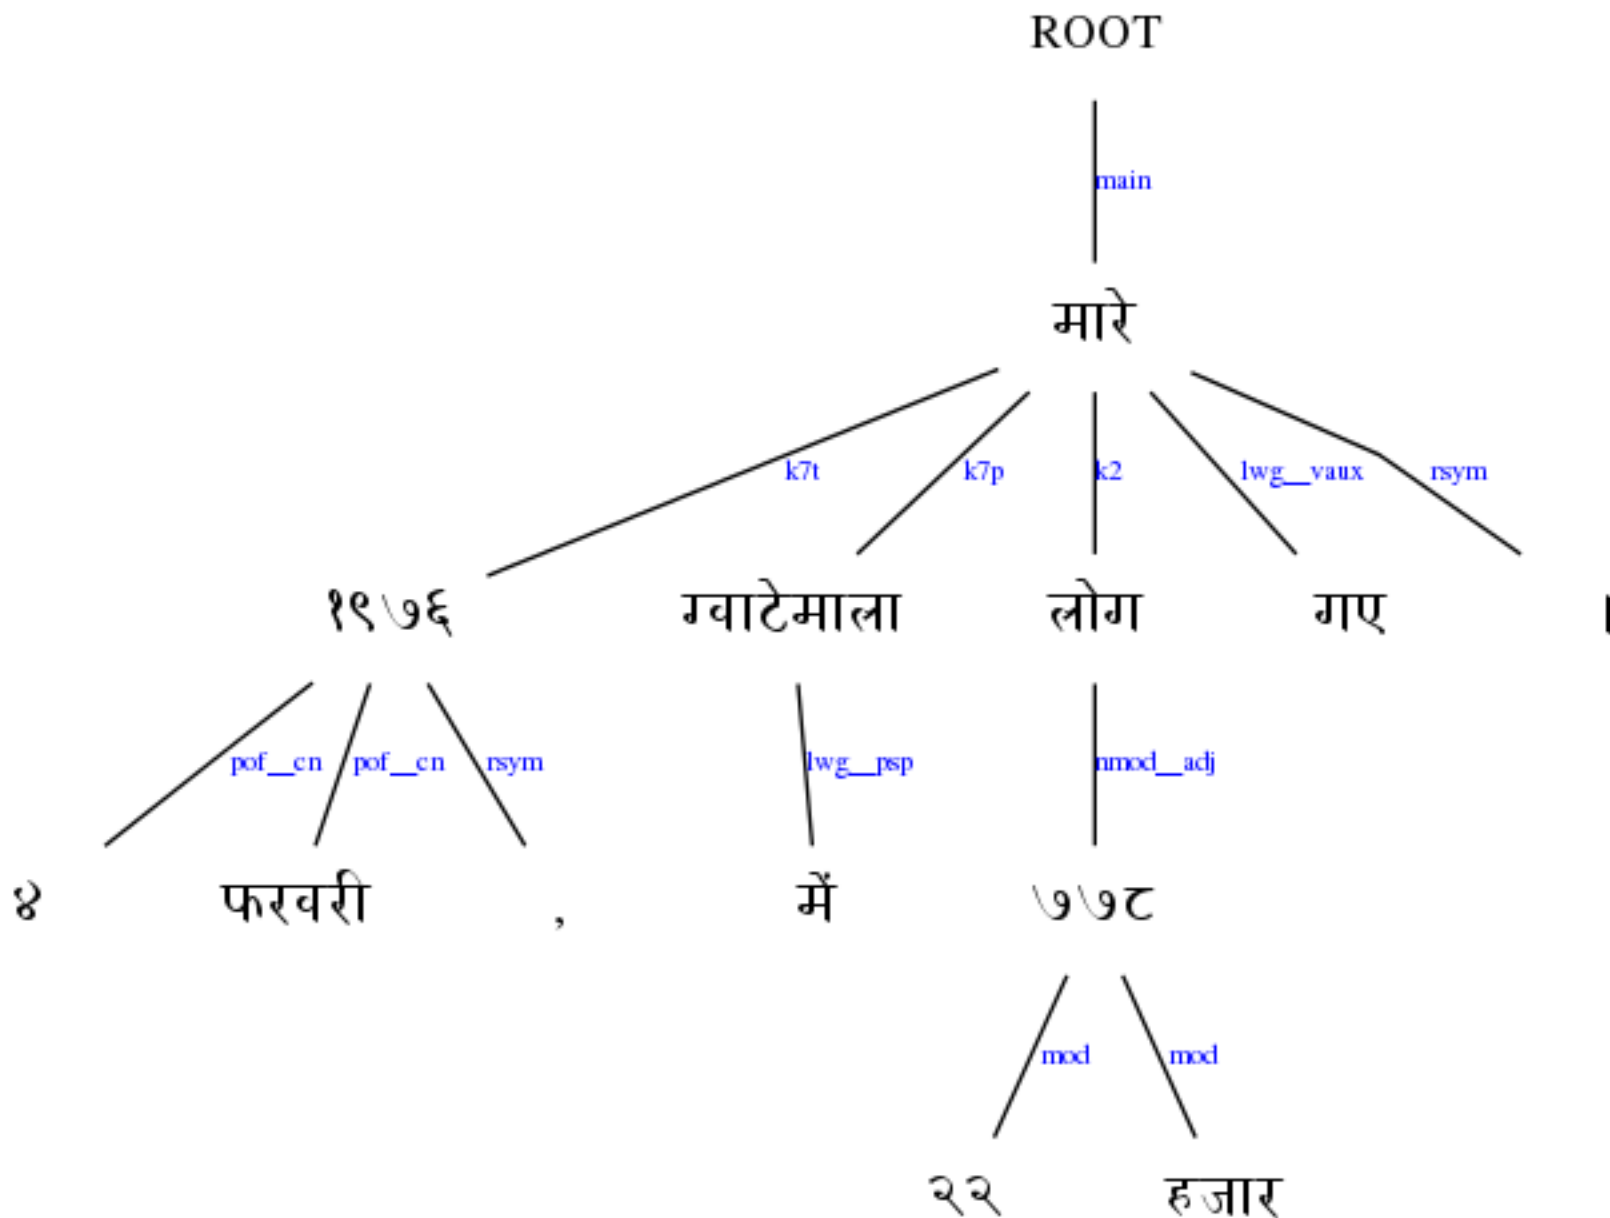 ROOT
main
मारे
k7t k7p k2 lwg__vaux rsym
१९७६ ग्वाटेमाला लोग गए ।
pof__cn pof__cn rsym lwg__psp nmod__adj
४ फरवरी , में ७७८
mod mod
२२ हजार